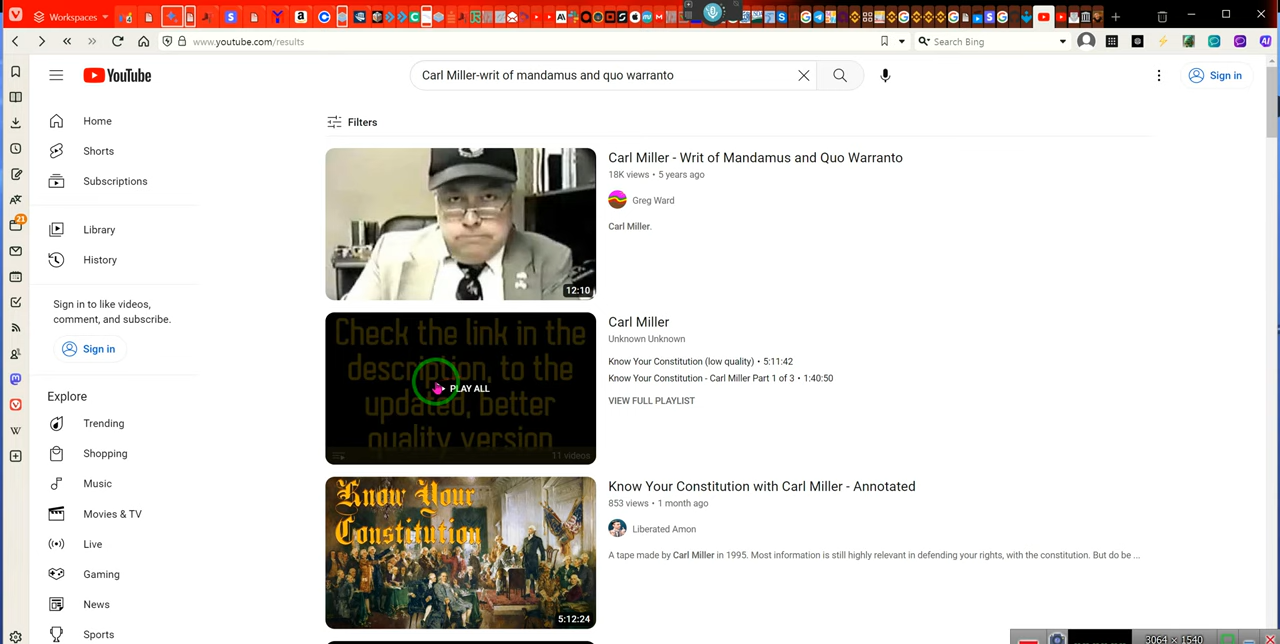 Workspaces
www.youtube.com/results
Search Bing
YouTube
Carl Miller-writ of mandamus and quo warranto
Sign in
21
Home
Shorts
Subscriptions
Library
History
Sign in to like videos,
comment, and subscribe.
Sign in
Explore
Trending
Shopping
Music
Movies & TV
Live
Gaming
News
Sports
Filters
12:10
Carl Miller - Writ of Mandamus and Quo Warranto
18K views • 5 years ago
Greg Ward
Carl Miller.
Check the link in the
description, to the
updated, better
quality version
PLAY ALL
11 videos
Carl Miller
Unknown Unknown
Know Your Constitution (low quality) • 5:11:42
Know Your Constitution - Carl Miller Part 1 of 3 • 1:40:50
VIEW FULL PLAYLIST
Know Your
Constitution
5:12:24
Know Your Constitution with Carl Miller - Annotated
853 views • 1 month ago
Liberated Amon
A tape made by Carl Miller in 1995. Most information is still highly relevant in defending your rights, with the constitution. But do be ...
3064 × 1540